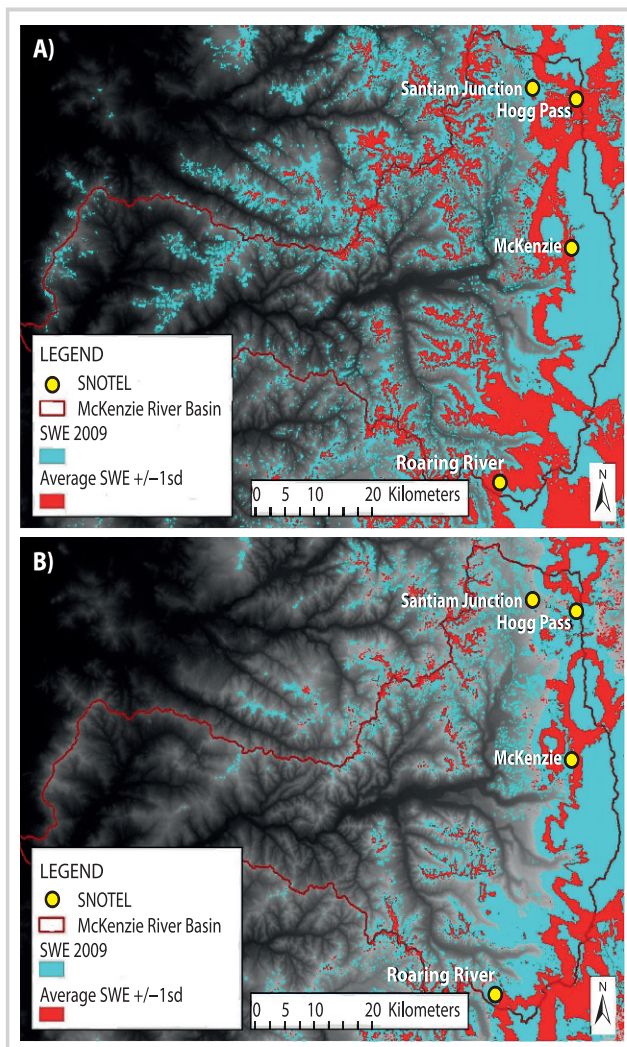 A)
Santiam Junction
Hogg Pass
McKenzie
LEGEND
SNOTEL
McKenzie River Basin
SWE 2009
Average SWE +/−1sd
Roaring River
0 5 10 20 Kilometers
N
B)
Santiam Junction
Hogg Pass
McKenzie
LEGEND
SNOTEL
McKenzie River Basin
SWE 2009
Average SWE +/−1sd
Roaring River
0 5 10 20 Kilometers
N